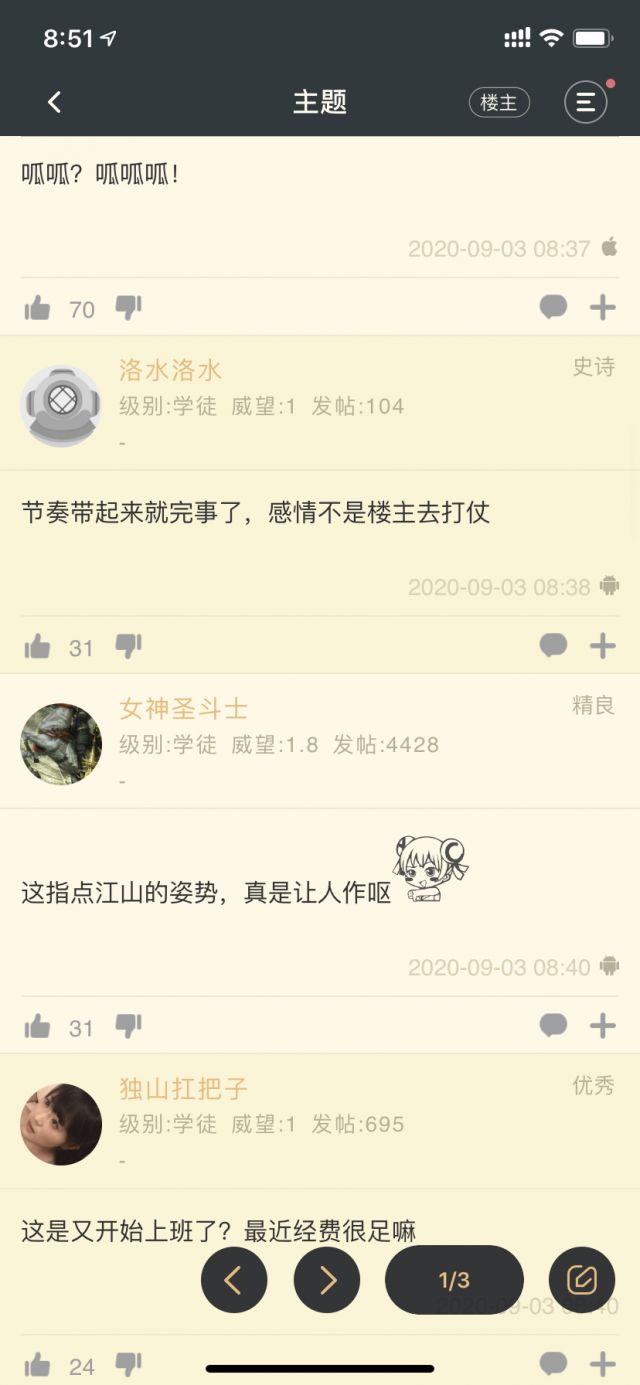 8:51
主题
楼主
呱呱？呱呱呱！
2020-09-03 08:37
70
洛水洛水
史诗
级别:学徒 威望:1 发帖:104
-
节奏带起来就完事了，感情不是楼主去打仗
2020-09-03 08:38
31
女神圣斗士
精良
级别:学徒 威望:1.8 发帖:4428
-
这指点江山的姿势，真是让人作呕
2020-09-03 08:40
31
独山扛把子
优秀
级别:学徒 威望:1 发帖:695
-
这是又开始上班了？最近经费很足嘛
1/3
2020-09-03 08:40
24